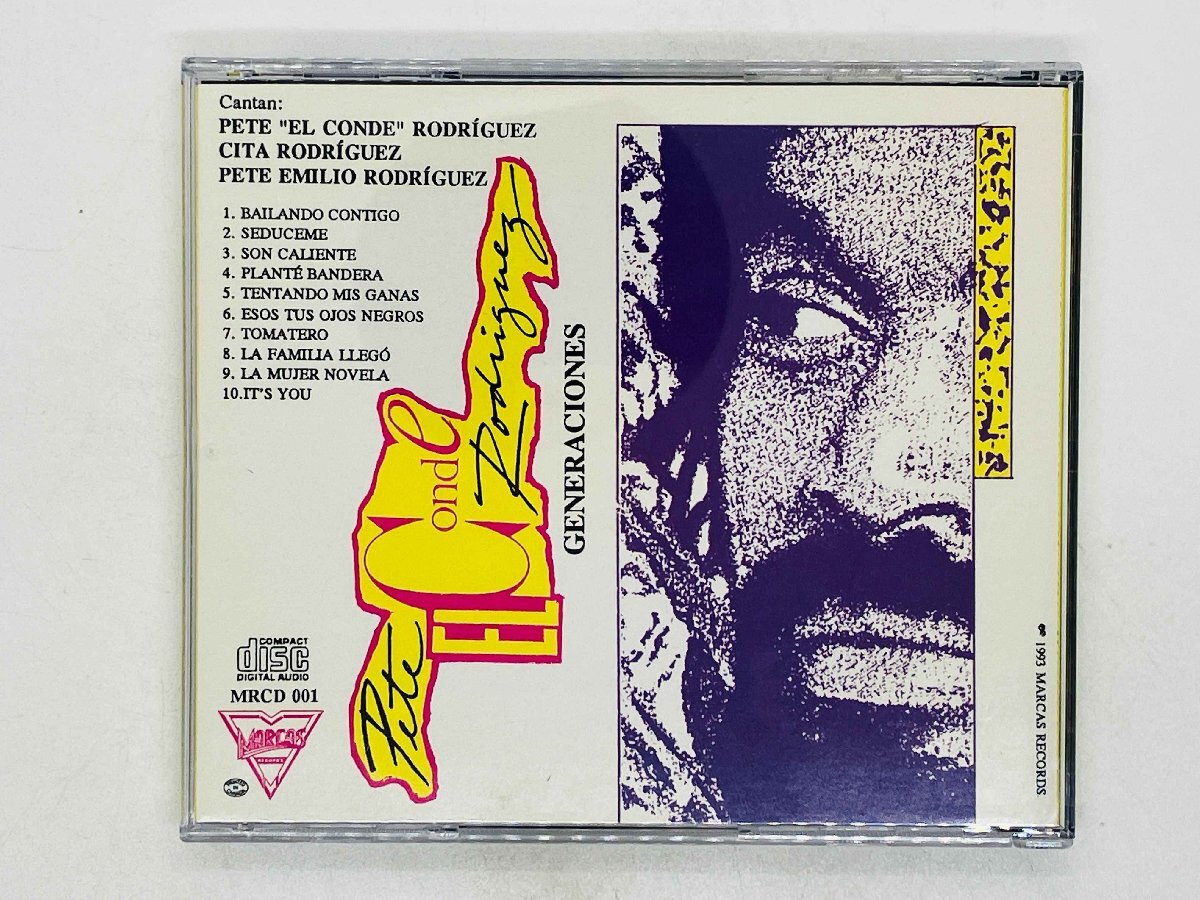 Cantan:
PETE "EL CONDE" RODRÍGUEZ
CITA RODRÍGUEZ
PETE EMILIO RODRÍGUEZ
1. BAILANDO CONTIGO
2. SEDUCEME
3. SON CALIENTE
4. PLANTÉ BANDERA
5. TENTANDO MIS GANAS
6. ESOS TUS OJOS NEGROS
7. TOMATERO
8. LA FAMILIA LLEGÓ
9. LA MUJER NOVELA
10.IT'S YOU
Pete
EL Conde
Rodriguez
GENERACIONES
COMPACT
disc
DIGITAL AUDIO
MRCD 001
MARCAS
RECORDS
℗ 1993 MARCAS RECORDS